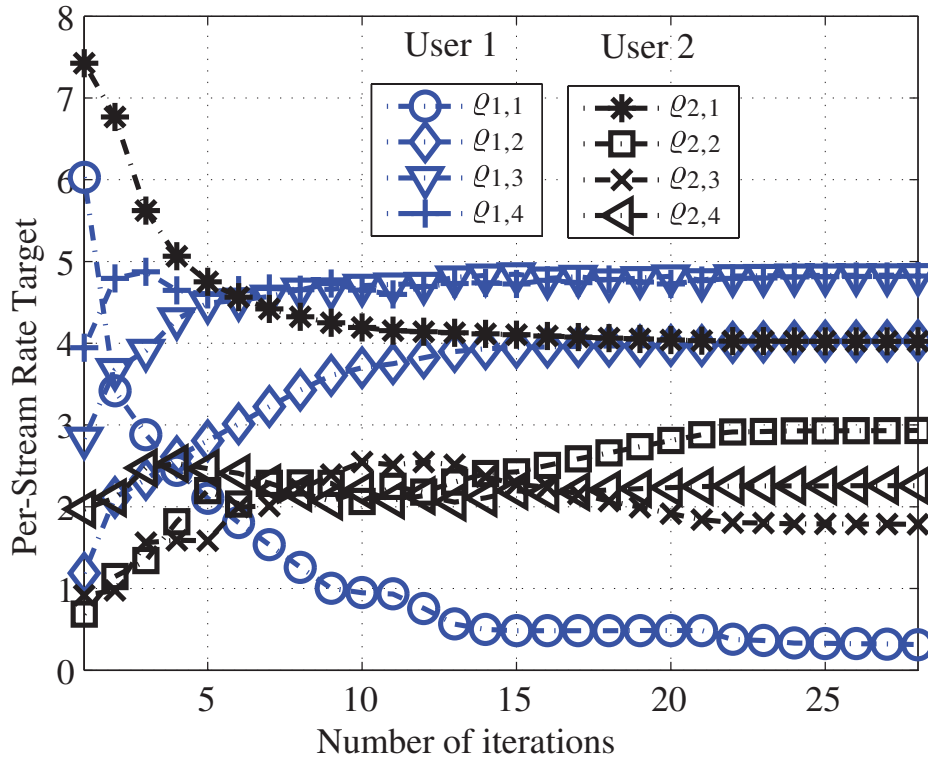 8
7
6
5
4
3
2
1
0
Per-Stream Rate Target
User 1
ϱ1,1
ϱ1,2
ϱ1,3
ϱ1,4
User 2
ϱ2,1
ϱ2,2
ϱ2,3
ϱ2,4
5 10 15 20 25
Number of iterations